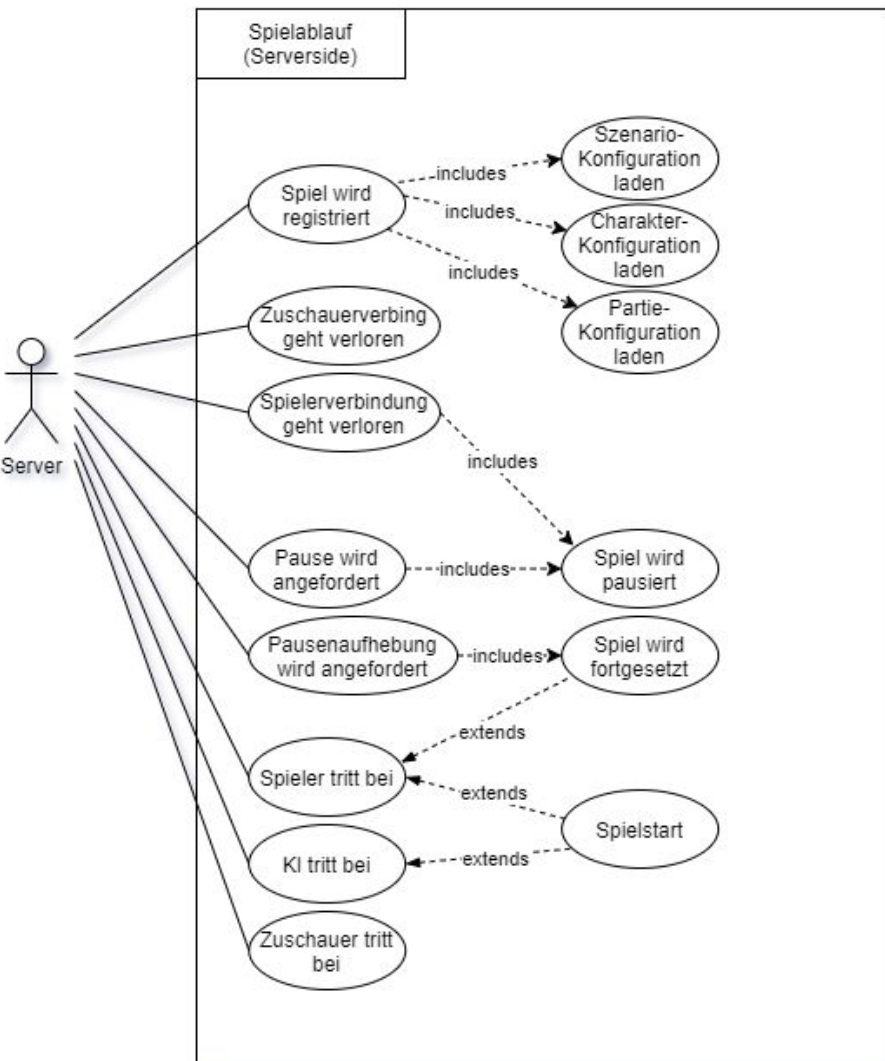 Spielablauf
(Serverside)
Szenario-
Konfiguration
laden
includes
Spiel wird
registriert
includes
Charakter-
Konfiguration
laden
includes
Partie-
Konfiguration
laden
Zuschauerverbing
geht verloren
Spielerverbindung
geht verloren
includes
Server
Pause wird
angefordert
includes
Spiel wird
pausiert
Pausenaufhebung
wird angefordert
includes
Spiel wird
fortgesetzt
extends
Spieler tritt bei
extends
Spielstart
KI tritt bei
extends
Zuschauer tritt
bei